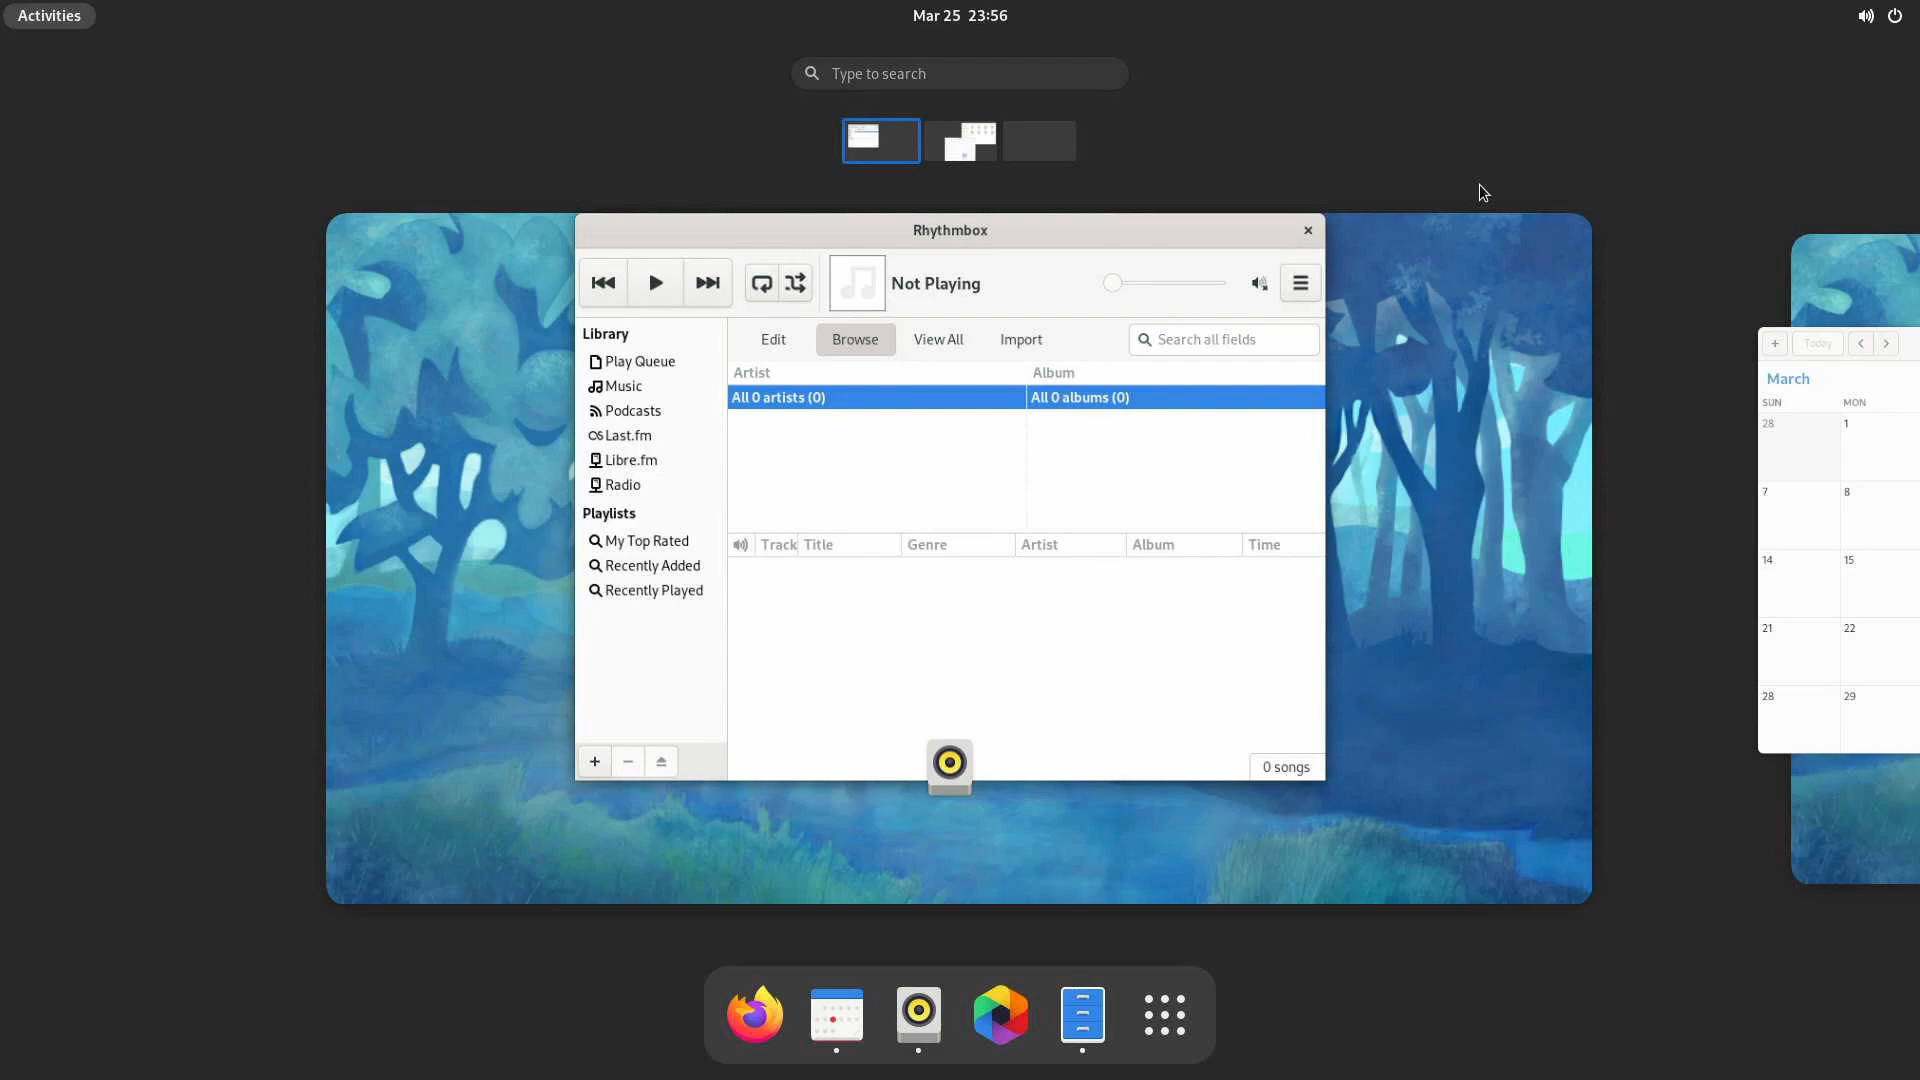 Activities
Mar 25 23:56
Type to search
Rhythmbox
Not Playing
Library
Play Queue
Music
Podcasts
Last.fm
Libre.fm
Radio
Playlists
My Top Rated
Recently Added
Recently Played
Edit Browse View All Import Search all fields
Artist Album
All 0 artists (0) All 0 albums (0)
Track Title Genre Artist Album Time
0 songs
Today
March
SUN MON
28 1
7 8
14 15
21 22
28 29